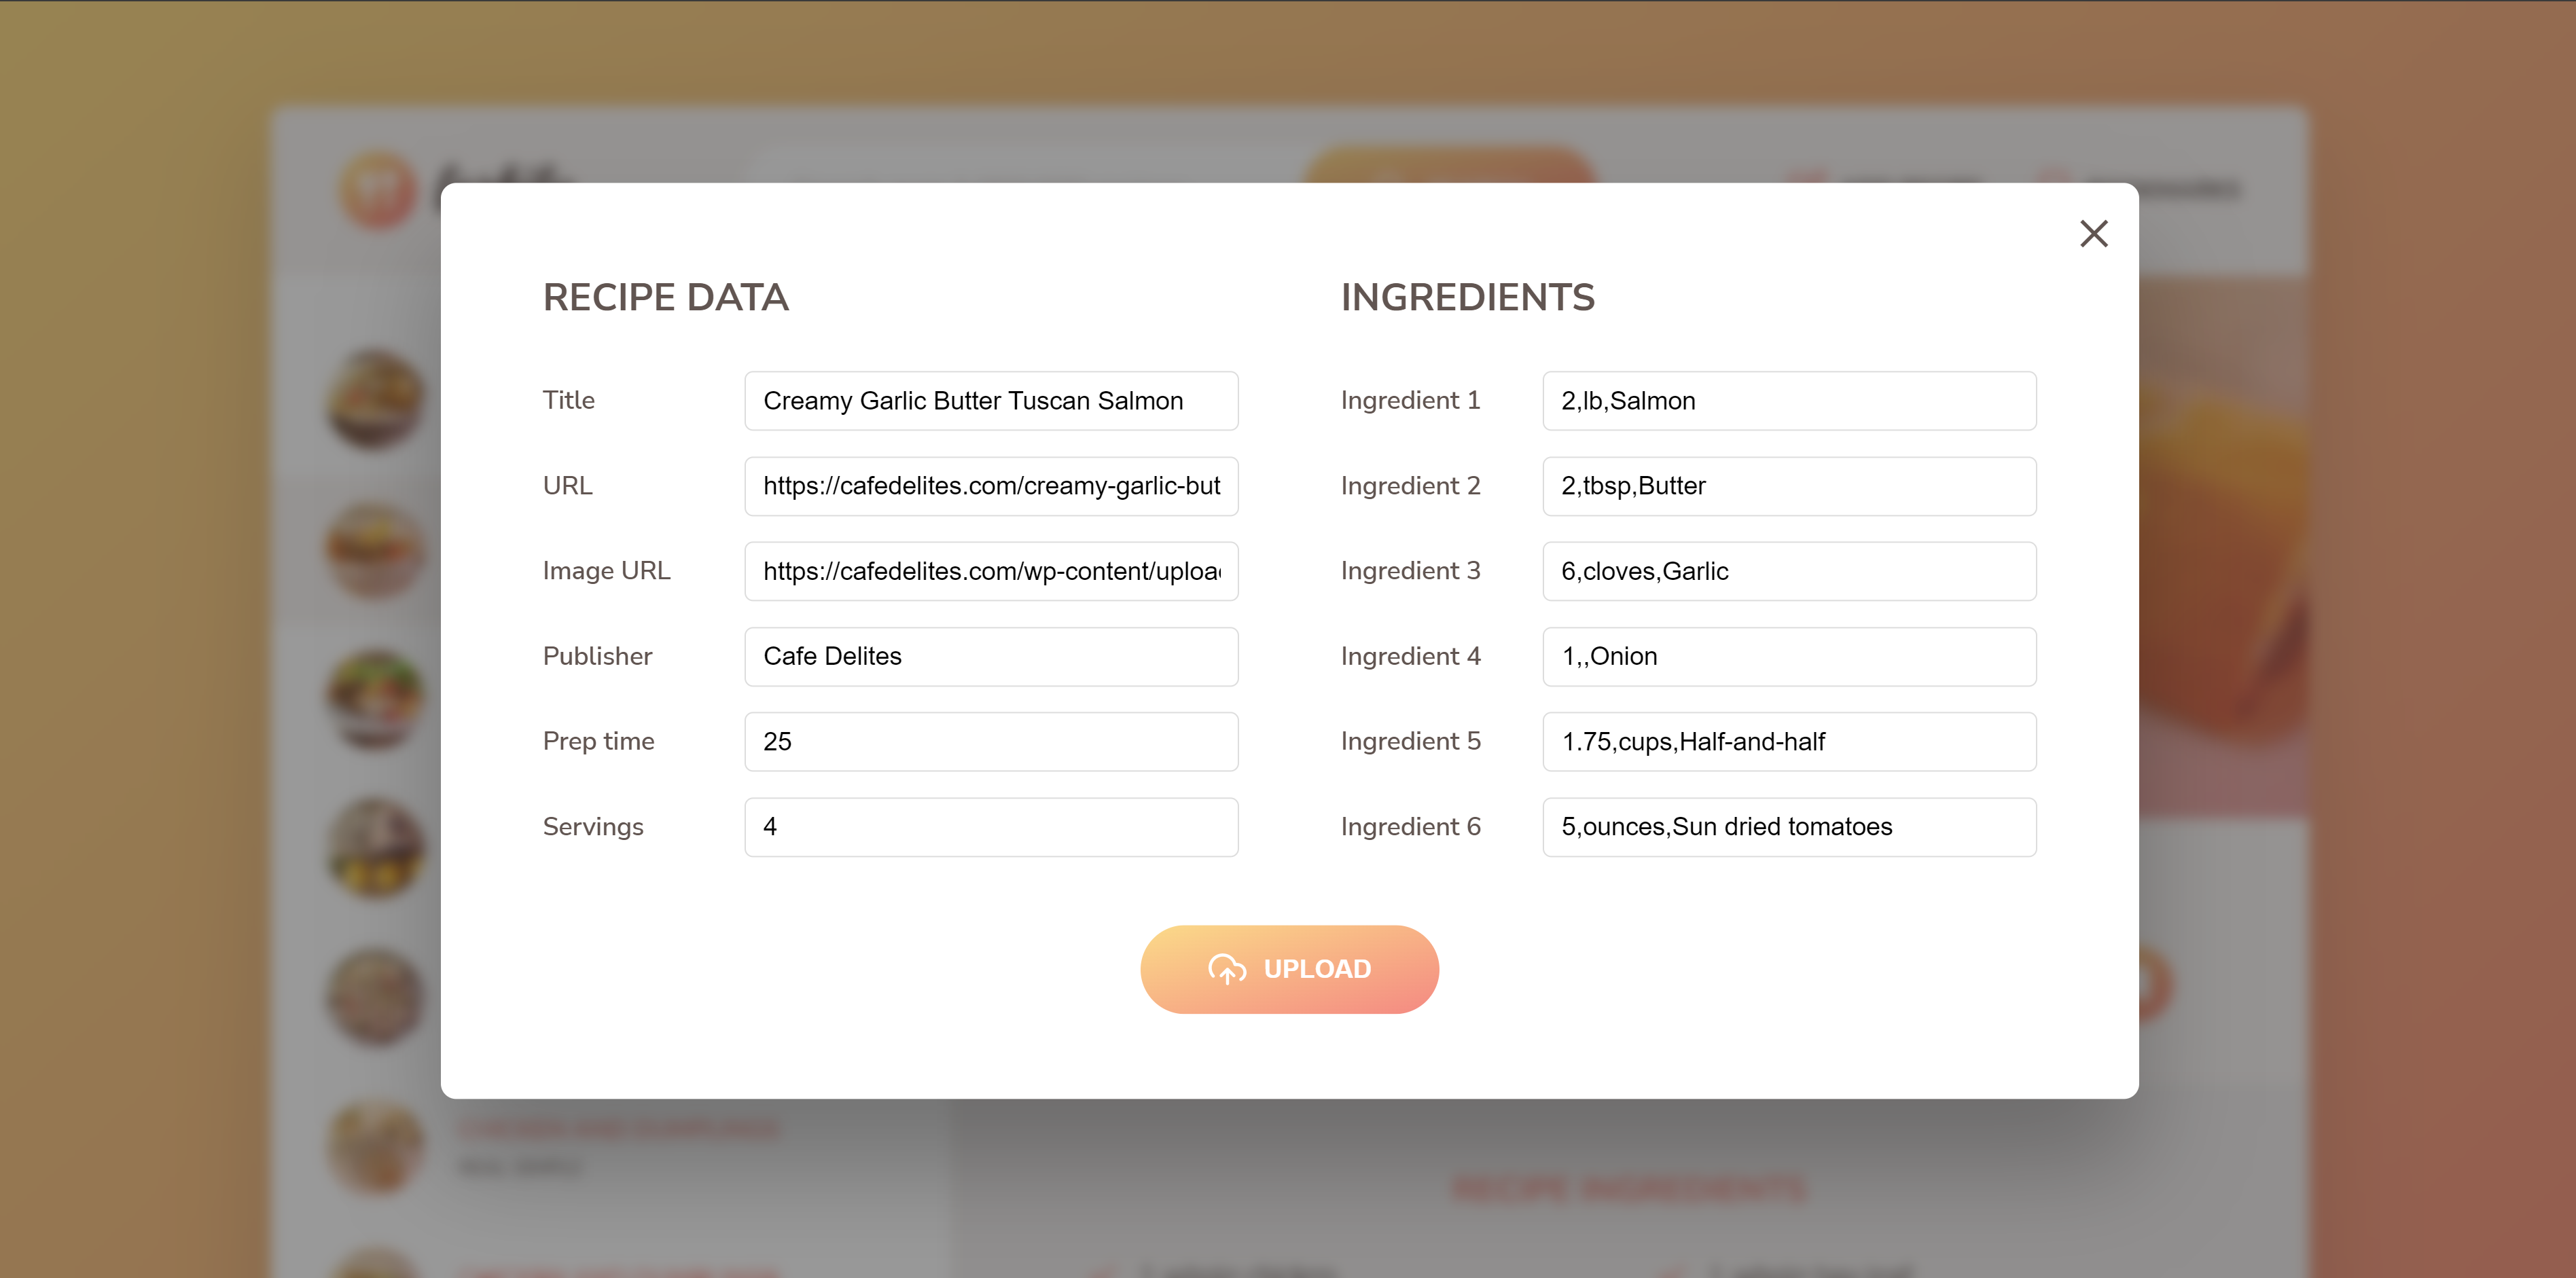 RECIPE DATA
Title
Creamy Garlic Butter Tuscan Salmon
URL
https://cafedelites.com/creamy-garlic-but
Image URL
https://cafedelites.com/wp-content/uploa
Publisher
Cafe Delites
Prep time
25
Servings
4
INGREDIENTS
Ingredient 1
2,lb,Salmon
Ingredient 2
2,tbsp,Butter
Ingredient 3
6,cloves,Garlic
Ingredient 4
1,,Onion
Ingredient 5
1.75,cups,Half-and-half
Ingredient 6
5,ounces,Sun dried tomatoes
UPLOAD
RECIPE INGREDIENTS